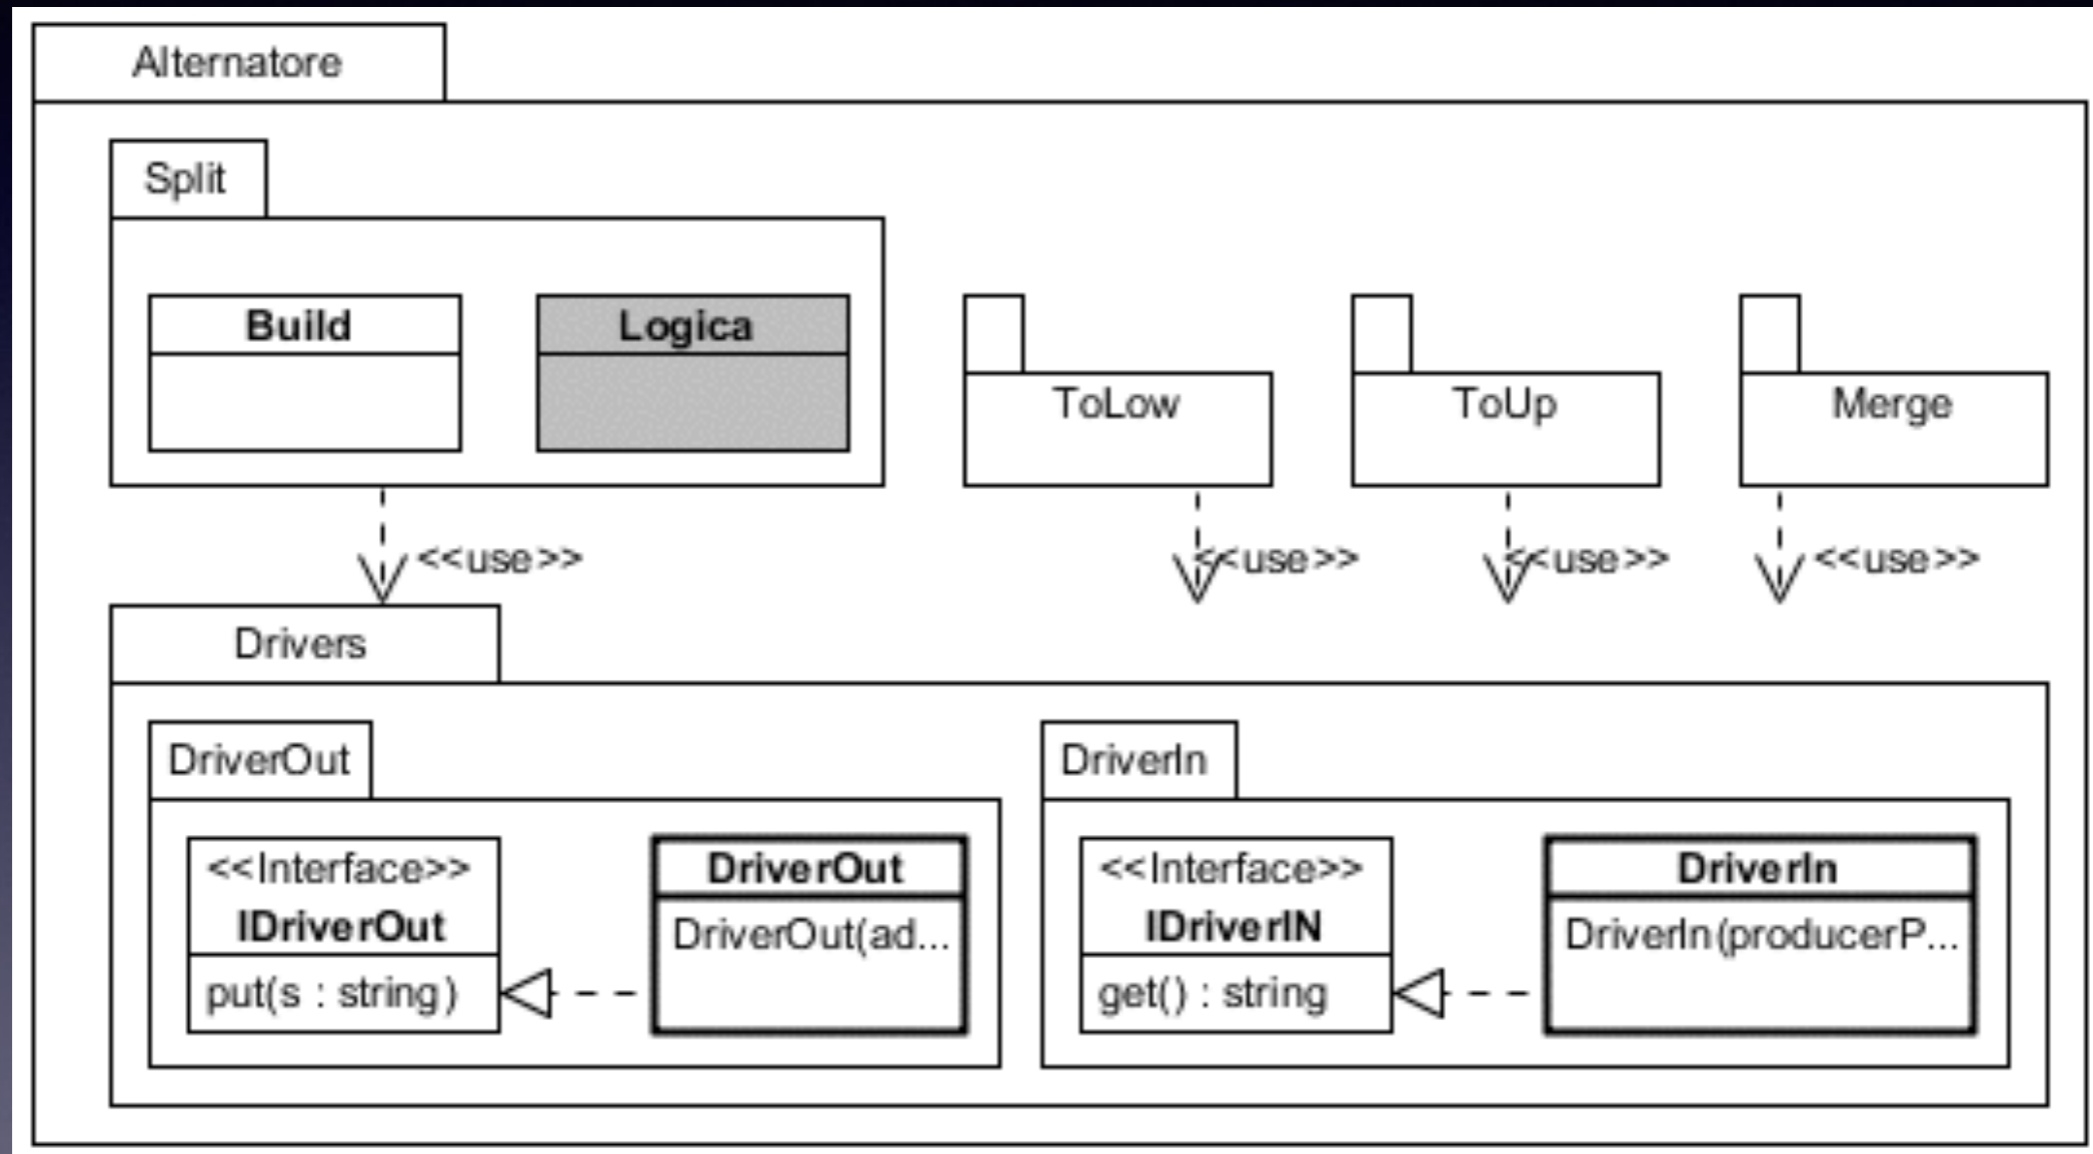 Alternatore
Split
Build
Logica
ToLow
ToUp
Merge
<<use>>
<<use>>
<<use>>
<<use>>
Drivers
DriverOut
DriverIn
<<Interface>>
IDriverOut
put(s : string)
DriverOut
DriverOut(ad...
<<Interface>>
IDriverIN
get() : string
DriverIn
DriverIn(producerP...